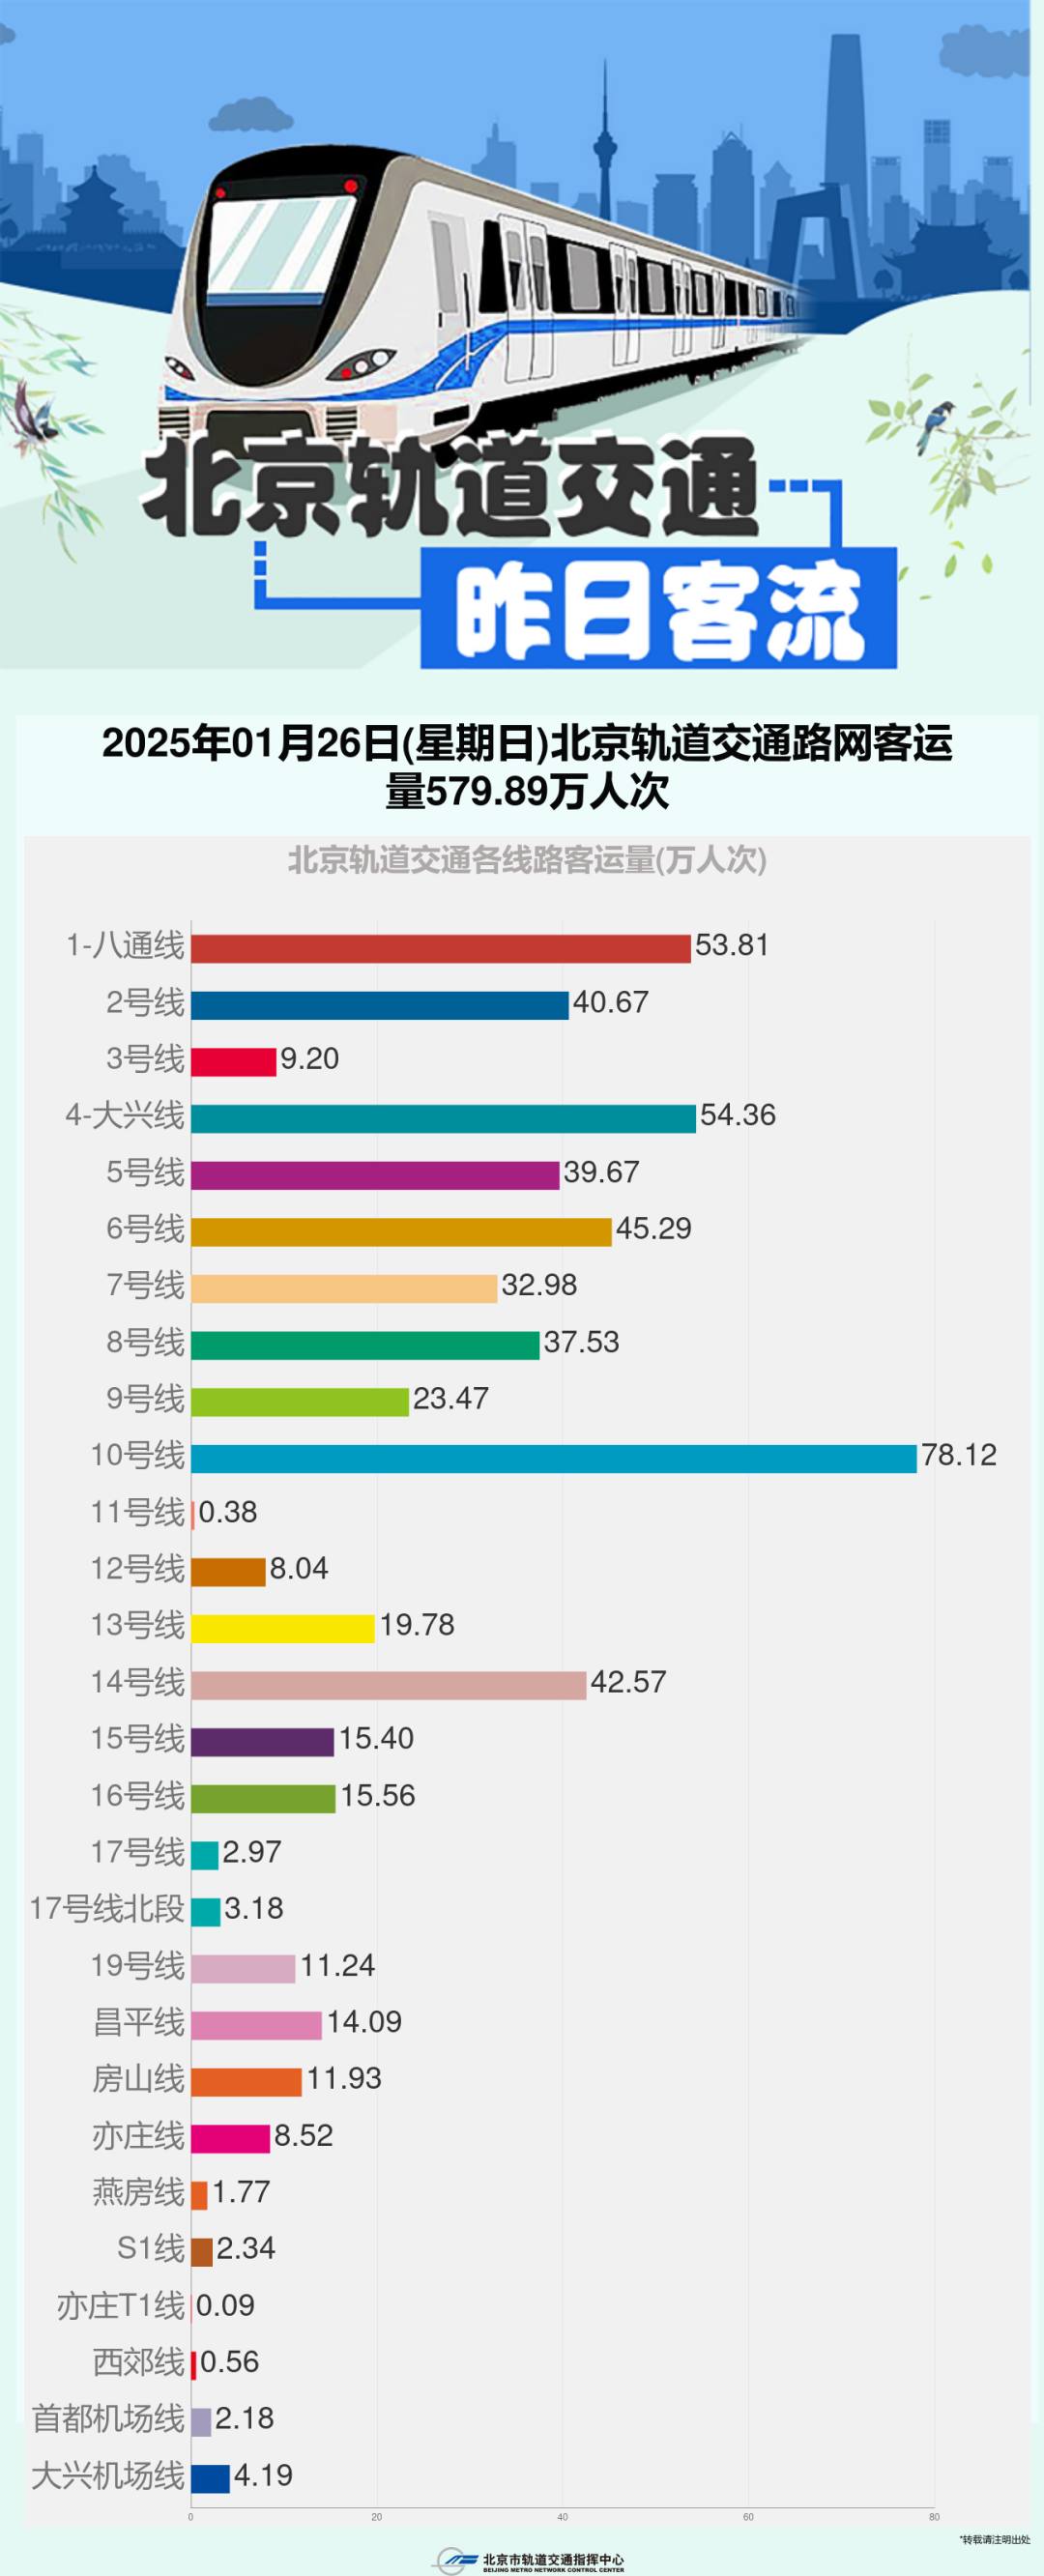 北京轨道交通
昨日客流
2025年01月26日(星期日)北京轨道交通路网客运
量579.89万人次
北京轨道交通各线路客运量(万人次)
1-八通线 53.81
2号线 40.67
3号线 9.20
4-大兴线 54.36
5号线 39.67
6号线 45.29
7号线 32.98
8号线 37.53
9号线 23.47
10号线 78.12
11号线 0.38
12号线 8.04
13号线 19.78
14号线 42.57
15号线 15.40
16号线 15.56
17号线 2.97
17号线北段 3.18
19号线 11.24
昌平线 14.09
房山线 11.93
亦庄线 8.52
燕房线 1.77
S1线 2.34
亦庄T1线 0.09
西郊线 0.56
首都机场线 2.18
大兴机场线 4.19
0 20 40 60 80
*转载请注明出处
北京市轨道交通指挥中心
BEIJING METRO NETWORK CONTROL CENTER